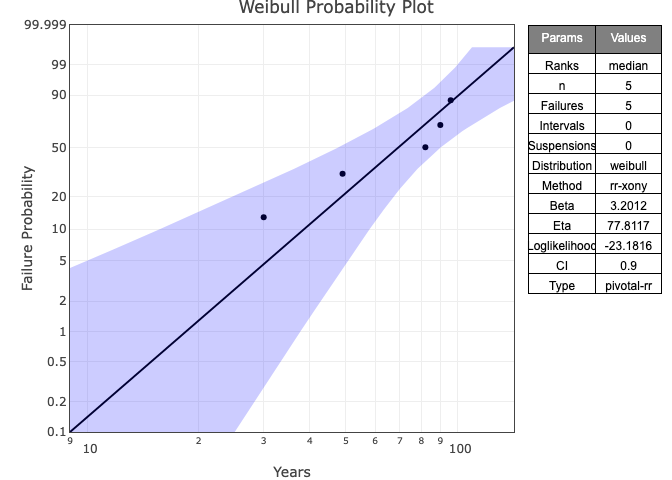 Weibull Probability Plot
99.999
99
90
50
20
10
5
2
1
0.5
0.2
0.1
Failure Probability
9
10
2
3
4
5
6
7
8
9
100
Years
Params Values
Ranks median
n 5
Failures 5
Intervals 0
Suspensions 0
Distribution weibull
Method rr-xony
Beta 3.2012
Eta 77.8117
Loglikelihood -23.1816
CI 0.9
Type pivotal-rr